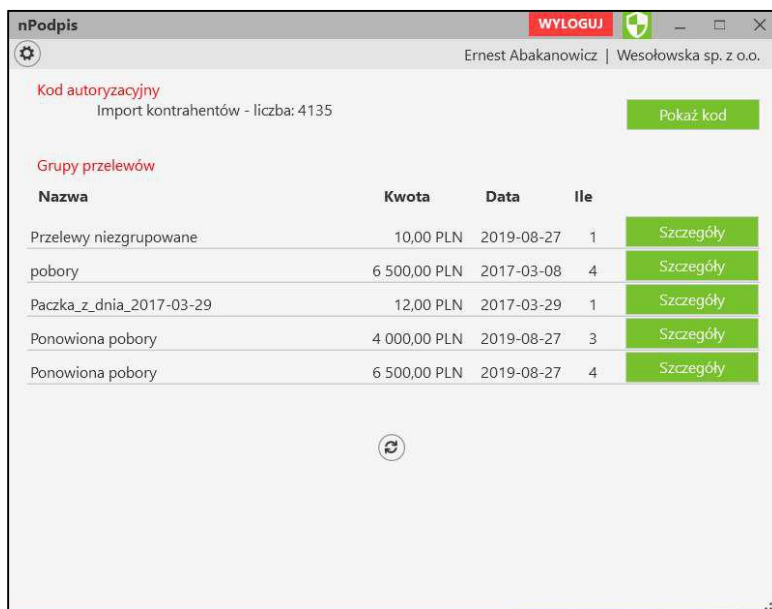 nPodpis WYLOGUJ
Ernest Abakanowicz | Wesołowska sp. z o.o.
Kod autoryzacyjny
Import kontrahentów - liczba: 4135 Pokaż kod
Grupy przelewów
Nazwa Kwota Data Ile
Przelewy niezgrupowane 10,00 PLN 2019-08-27 1 Szczegóły
pobory 6 500,00 PLN 2017-03-08 4 Szczegóły
Paczka_z_dnia_2017-03-29 12,00 PLN 2017-03-29 1 Szczegóły
Ponowiona pobory 4 000,00 PLN 2019-08-27 3 Szczegóły
Ponowiona pobory 6 500,00 PLN 2019-08-27 4 Szczegóły